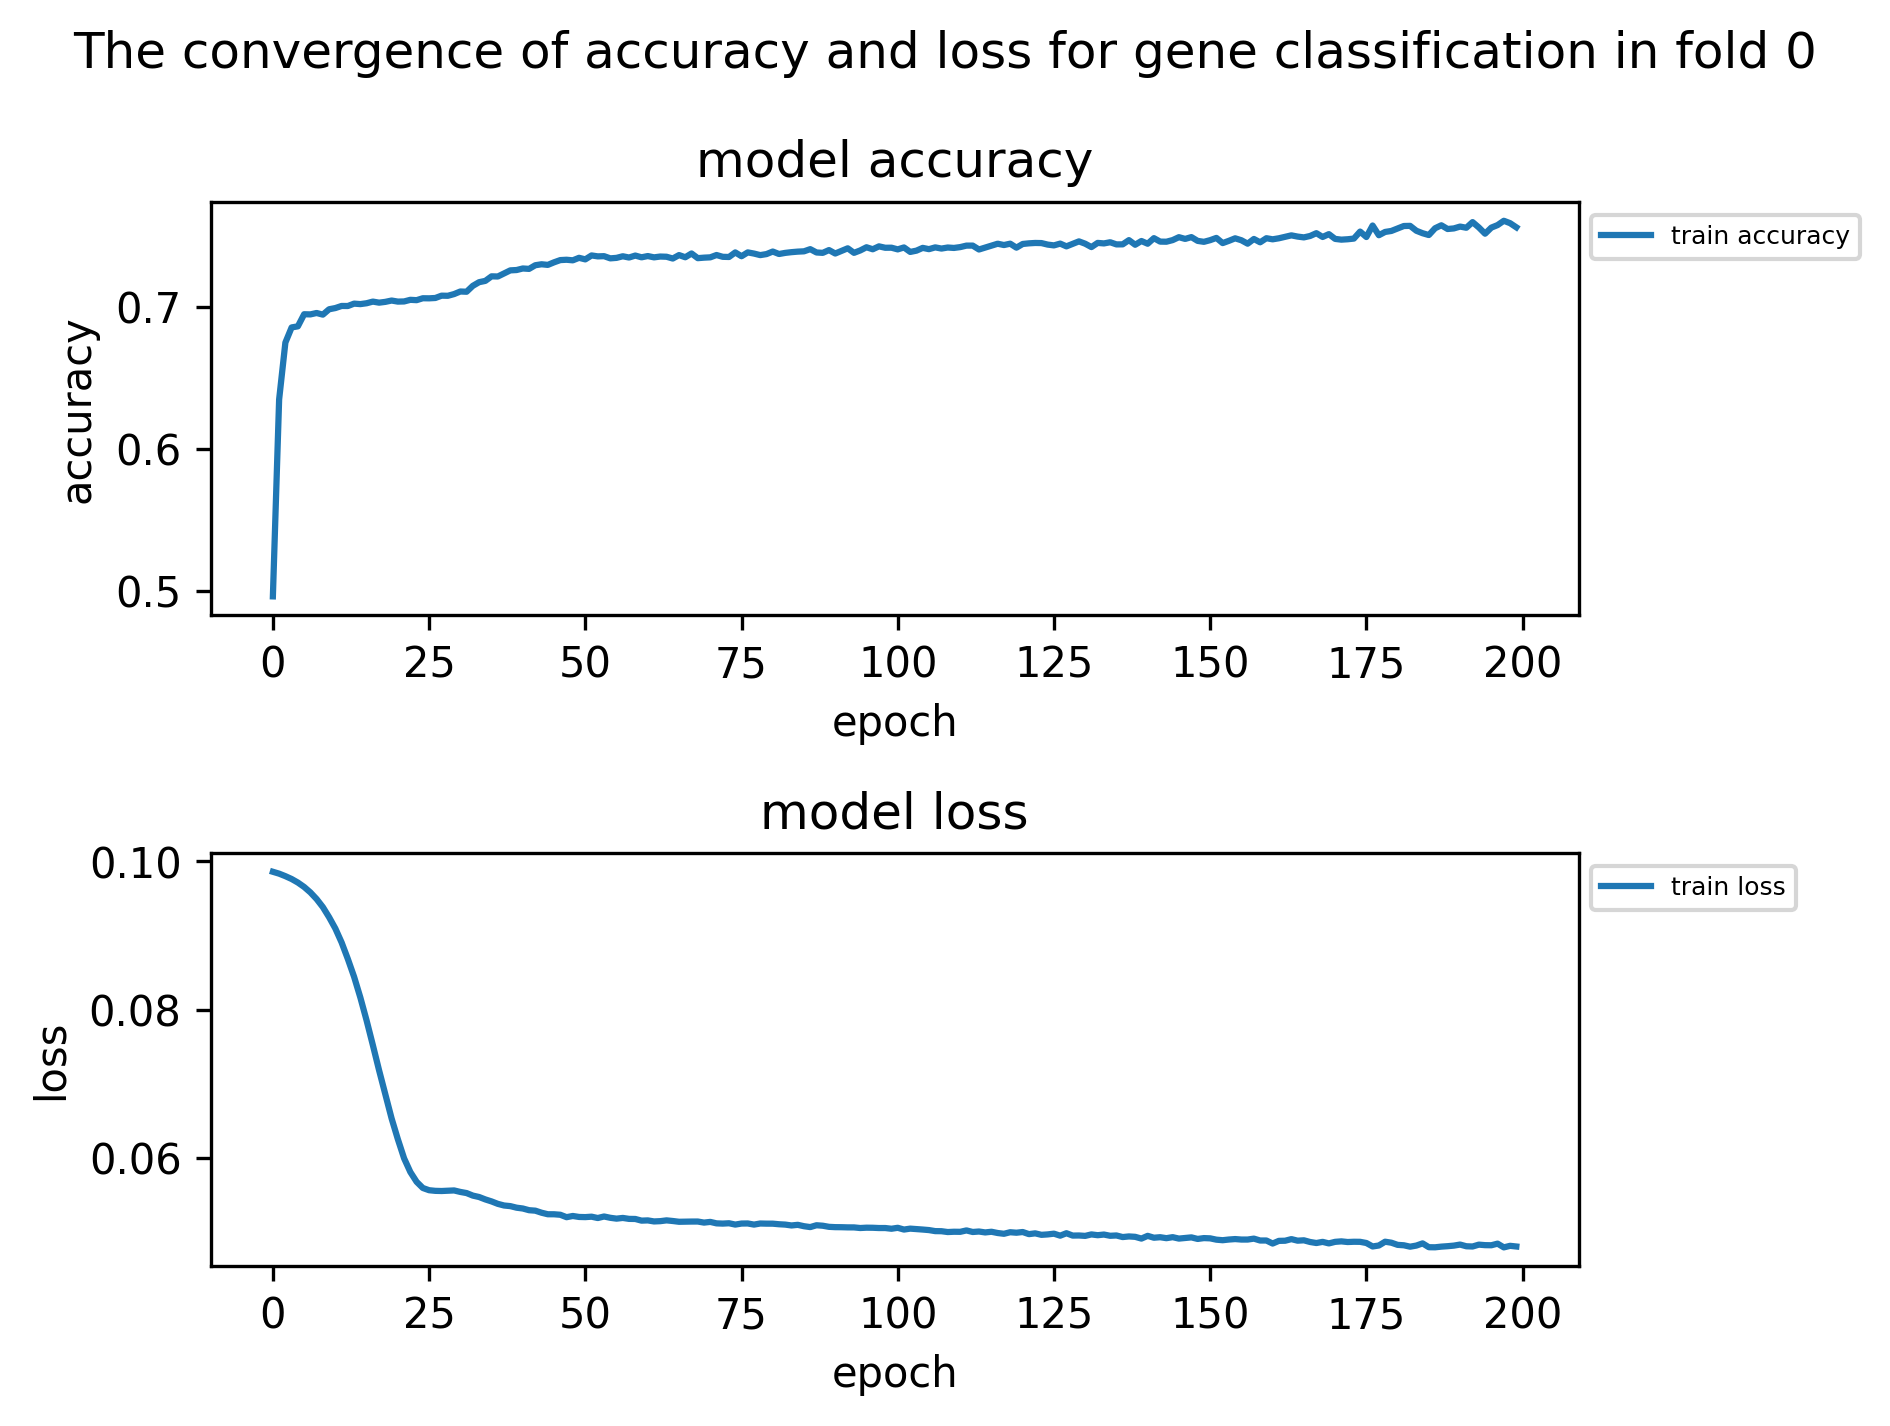 The convergence of accuracy and loss for gene classification in fold 0
model accuracy
train accuracy
accuracy
0.7
0.6
0.5
0 25 50 75 100 125 150 175 200
epoch
model loss
train loss
loss
0.10
0.08
0.06
0 25 50 75 100 125 150 175 200
epoch